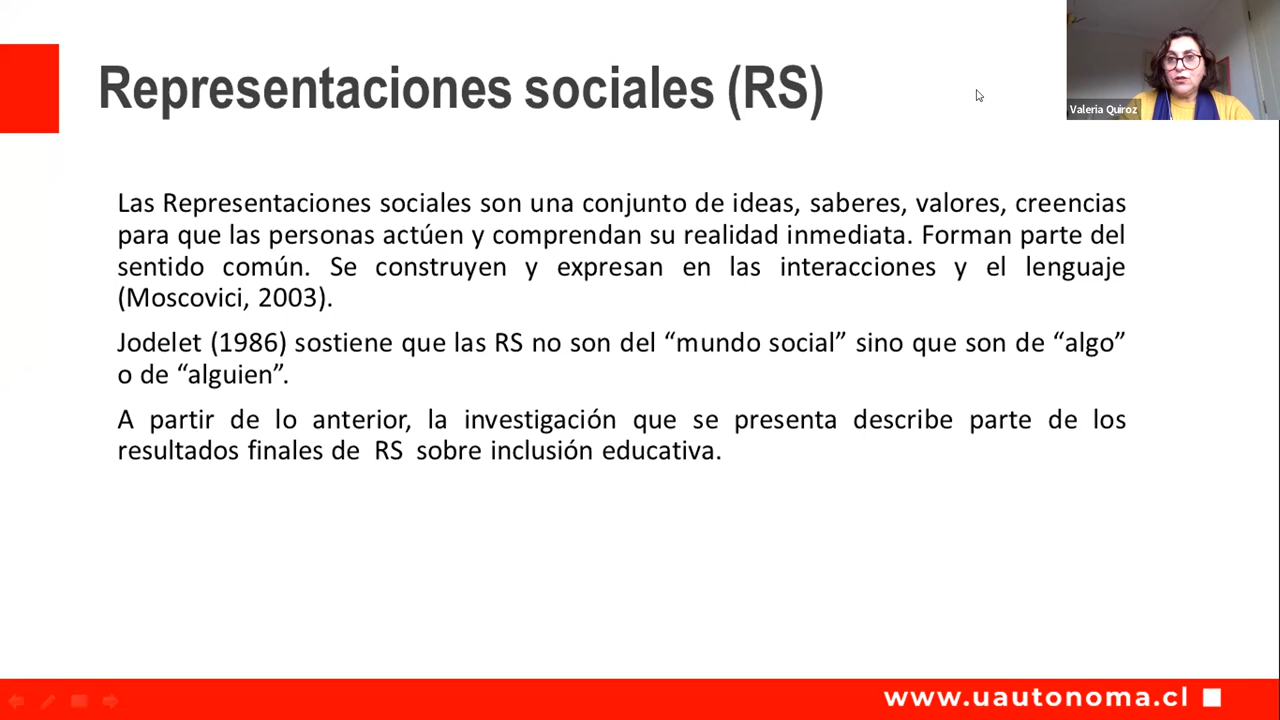 Representaciones sociales (RS)
Valeria Quiroz
Las Representaciones sociales son una conjunto de ideas, saberes, valores, creencias
para que las personas actúen y comprendan su realidad inmediata. Forman parte del
sentido común. Se construyen y expresan en las interacciones y el lenguaje
(Moscovici, 2003).
Jodelet (1986) sostiene que las RS no son del “mundo social” sino que son de “algo”
o de “alguien”.
A partir de lo anterior, la investigación que se presenta describe parte de los
resultados finales de RS sobre inclusión educativa.
www.uautonoma.cl